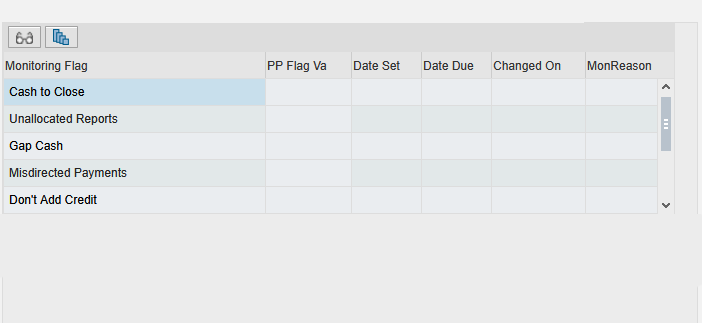 Monitoring Flag PP Flag Va Date Set Date Due Changed On MonReason
Cash to Close
Unallocated Reports
Gap Cash
Misdirected Payments
Don't Add Credit